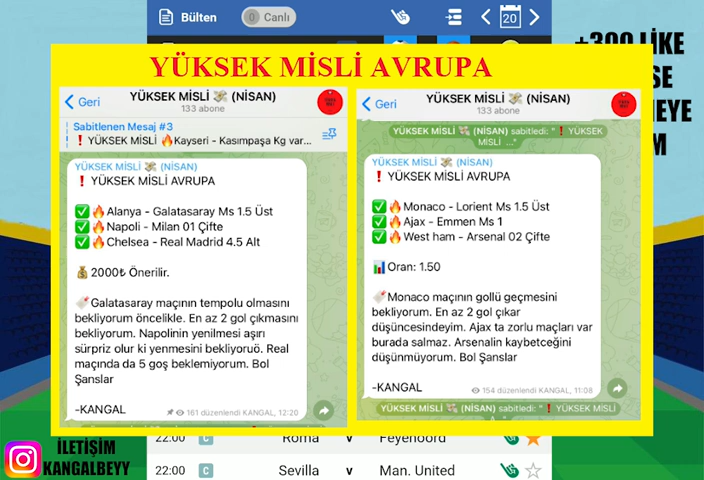 Bülten
0 Canlı
20
+300 LİKE
YÜKSEK MİSLİ AVRUPA
Geri
YÜKSEK MİSLİ 💸 (NİSAN)
133 abone
Sabitlenen Mesaj #3
❗ YÜKSEK MİSLİ 🔥Kayseri - Kasımpaşa Kg var...
YÜKSEK MİSLİ 💸 (NİSAN)
❗ YÜKSEK MİSLİ AVRUPA
✅🔥Alanya - Galatasaray Ms 1.5 Üst
✅🔥Napoli - Milan 01 Çifte
✅🔥Chelsea - Real Madrid 4.5 Alt
💰 2000₺ Önerilir.
Galatasaray maçının tempolu olmasını
bekliyorum öncelikle. En az 2 gol çıkmasını
bekliyorum. Napolinin yenilmesi aşırı
sürpriz olur ki yenmesini bekliyoruö. Real
maçında da 5 goş beklemiyorum. Bol
Şanslar
-KANGAL
161 düzenlendi KANGAL, 12:20
Geri
YÜKSEK MİSLİ 💸 (NİSAN)
133 abone
YÜKSEK MİSLİ 💸 (NİSAN) sabitledi: "❗ YÜKSEK
MİSLİ ..."
YÜKSEK MİSLİ 💸 (NİSAN)
❗ YÜKSEK MİSLİ AVRUPA
✅🔥Monaco - Lorient Ms 1.5 Üst
✅🔥Ajax - Emmen Ms 1
✅🔥West ham - Arsenal 02 Çifte
📊 Oran: 1.50
Monaco maçının gollü geçmesini
bekliyorum. En az 2 gol çıkar
düşüncesindeyim. Ajax ta zorlu maçları var
burada salmaz. Arsenalin kaybetceğini
düşünmüyorum. Bol Şanslar
-KANGAL
154 düzenlendi KANGAL, 11:08
YÜKSEK MİSLİ 💸 (NİSAN) sabitledi: "❗ YÜKSEK MİSLİ
22:00 C Roma v Feyenoord
22:00 C Sevilla v Man. United
İLETİŞİM
KANGALBEYY